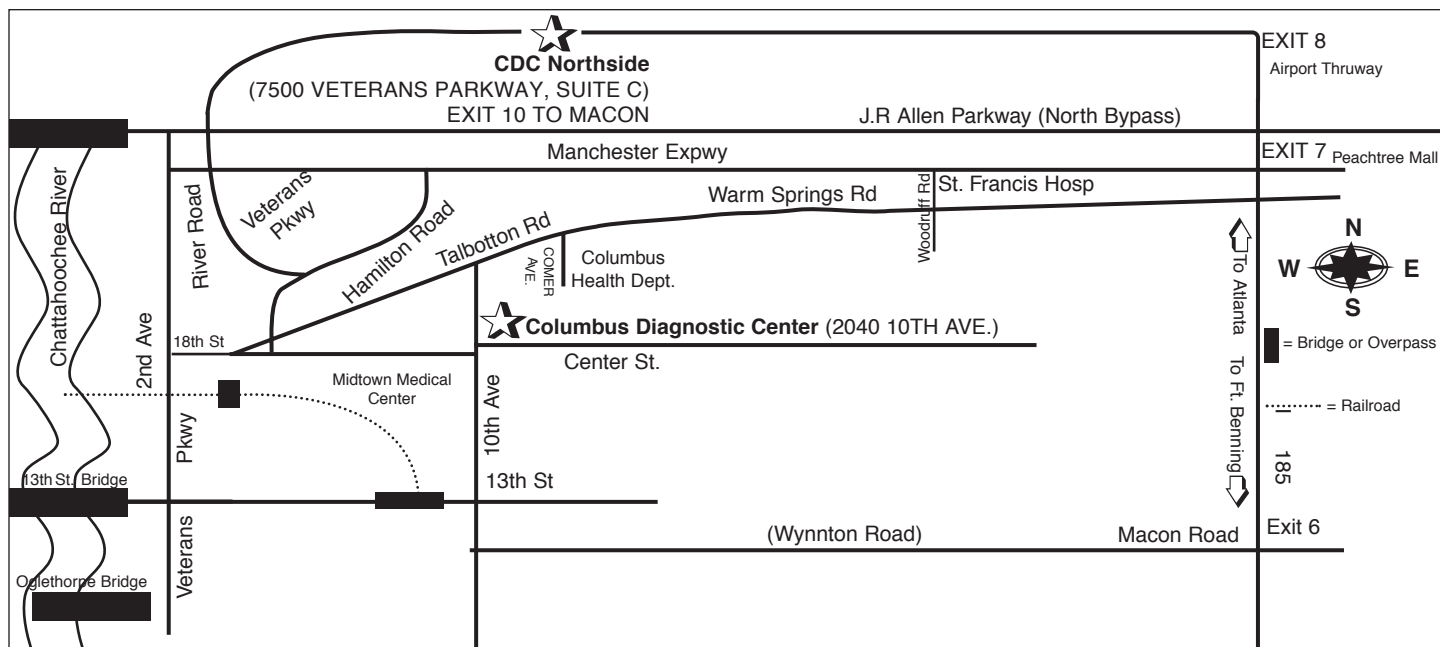 CDC Northside
(7500 VETERANS PARKWAY, SUITE C)
EXIT 10 TO MACON
EXIT 8
Airport Thruway
J.R Allen Parkway (North Bypass)
Manchester Expwy
EXIT 7
Peachtree Mall
Chattahoochee River
River Road
Veterans
Pkwy
Hamilton Road
Talbotton Rd
Warm Springs Rd
Woodruff Rd
St. Francis Hosp
COMER
AVE.
Columbus
Health Dept.
N
W
E
S
To Atlanta
To Ft. Benning
2nd Ave
18th St
Columbus Diagnostic Center (2040 10TH AVE.)
Center St.
= Bridge or Overpass
= Railroad
Midtown Medical
Center
10th Ave
Pkwy
Veterans
I
185
13th St. Bridge
13th St
(Wynnton Road)
Macon Road
Exit 6
Oglethorpe Bridge